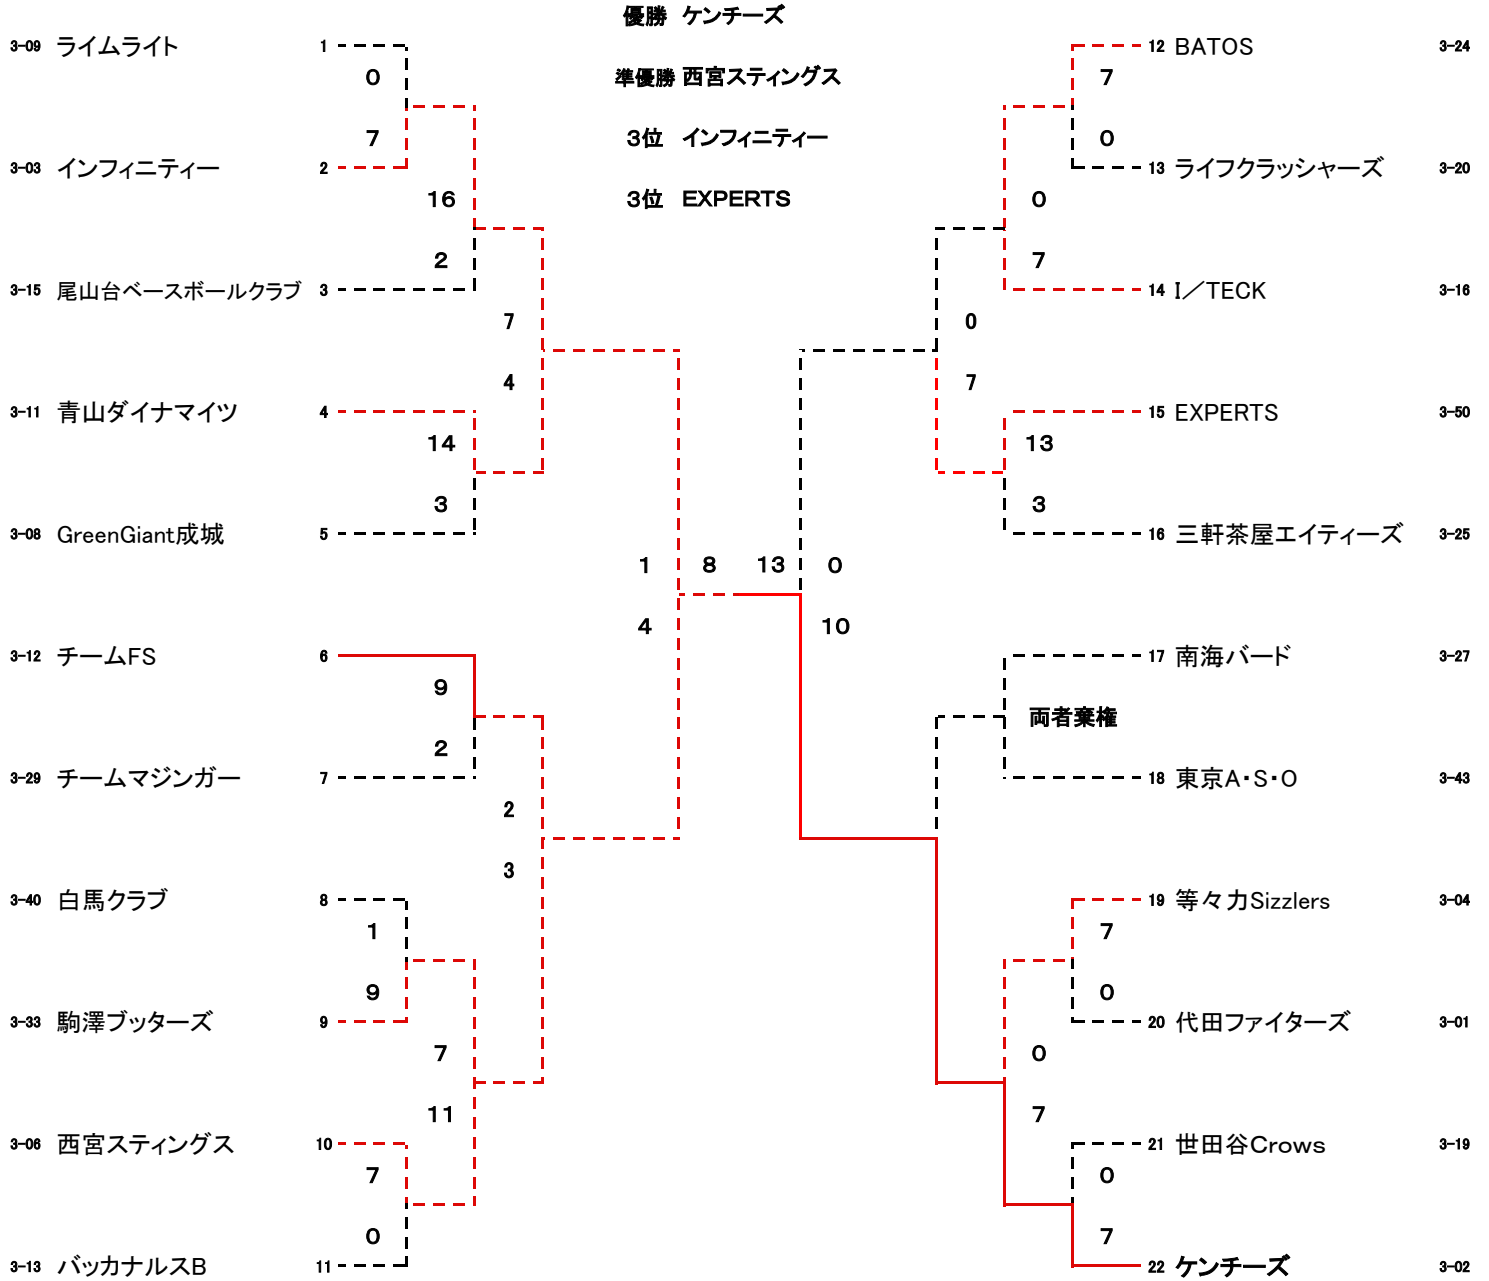 優勝 ケンチーズ
準優勝 西宮スティングス
3位 インフィニティー
3位 EXPERTS
3-09 ライムライト 1
0
7
3-03 インフィニティー 2
16
2
3-15 尾山台ベースボールクラブ 3
7
4
3-11 青山ダイナマイツ 4
14
3
3-08 GreenGiant成城 5
1
4
3-12 チームFS 6
9
2
3-29 チームマジンガー 7
2
3
3-40 白馬クラブ 8
1
9
3-33 駒澤ブッターズ 9
7
11
3-06 西宮スティングス 10
7
0
3-13 バッカナルスB 11
8 13
12 BATOS 3-24
7
0
13 ライフクラッシャーズ 3-20
0
7
14 I／TECK 3-16
0
7
15 EXPERTS 3-50
13
3
16 三軒茶屋エイティーズ 3-25
0
10
17 南海バード 3-27
両者棄権
18 東京A・S・O 3-43
19 等々力Sizzlers 3-04
7
0
20 代田ファイターズ 3-01
0
7
21 世田谷Crows 3-19
0
7
22 ケンチーズ 3-02